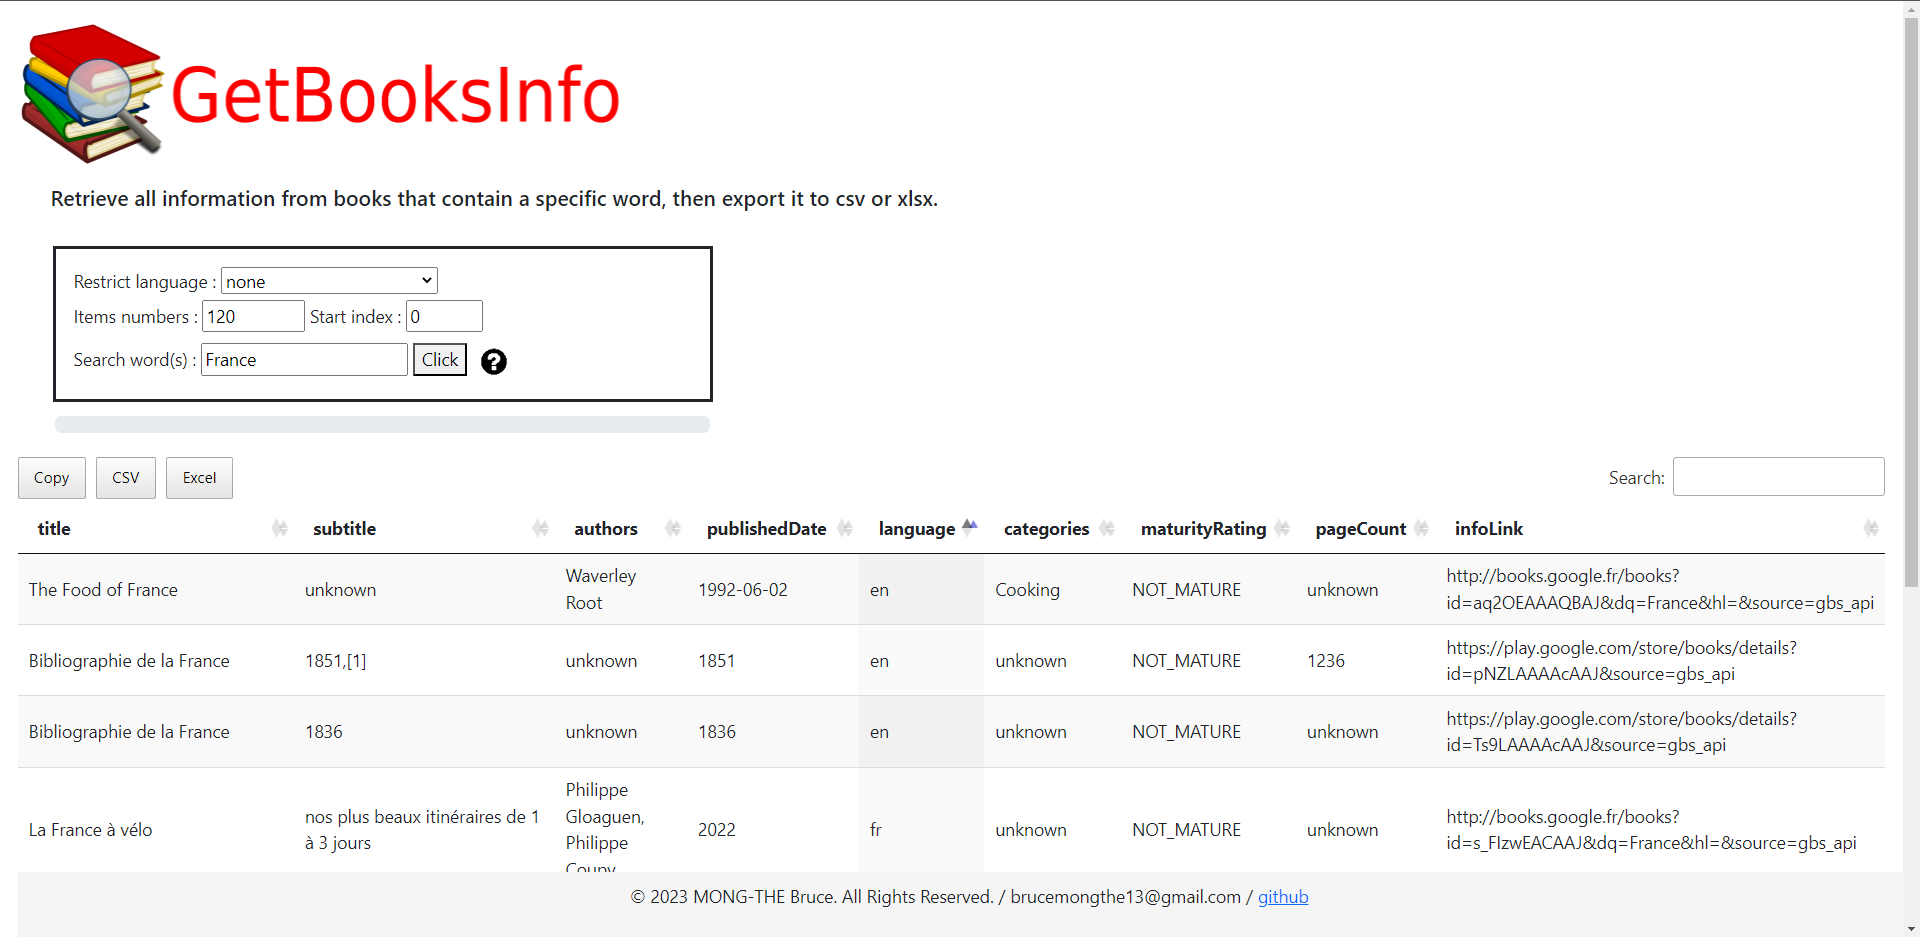 GetBooksInfo
Retrieve all information from books that contain a specific word, then export it to csv or xlsx.
Restrict language : none
Items numbers : 120 Start index : 0
Search word(s) : France Click ?
Copy CSV Excel Search:
title subtitle authors publishedDate language categories maturityRating pageCount infoLink
The Food of France unknown Waverley Root 1992-06-02 en Cooking NOT_MATURE unknown http://books.google.fr/books?
id=aq2OEAAAQBAJ&dq=France&hl=&source=gbs_api
Bibliographie de la France 1851,[1] unknown 1851 en unknown NOT_MATURE 1236 https://play.google.com/store/books/details?
id=pNZLAAAAcAAJ&source=gbs_api
Bibliographie de la France 1836 unknown 1836 en unknown NOT_MATURE unknown https://play.google.com/store/books/details?
id=Ts9LAAAAcAAJ&source=gbs_api
La France à vélo nos plus beaux itinéraires de 1 à 3 jours Philippe Gloaguen, Philippe Coupy 2022 fr unknown NOT_MATURE unknown http://books.google.fr/books?
id=s_FIzwEACAAJ&dq=France&hl=&source=gbs_api
© 2023 MONG-THE Bruce. All Rights Reserved. / brucemongthe13@gmail.com / github